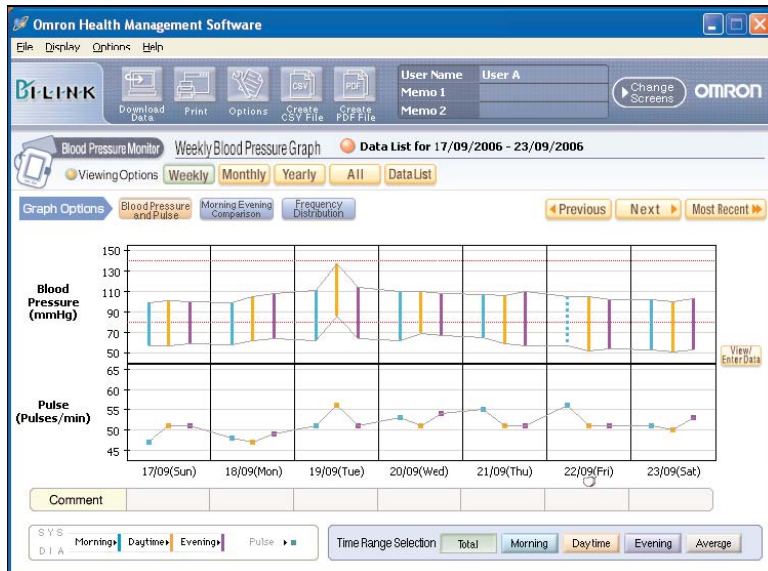 Omron Health Management Software
File Display Options Help
Bi-LINK
Download Data
Print
Options
Create CSV File
Create PDF File
User Name User A
Memo 1
Memo 2
Change Screens
OMRON
Blood Pressure Monitor Weekly Blood Pressure Graph Data List for 17/09/2006 - 23/09/2006
Viewing Options Weekly Monthly Yearly All Data List
Graph Options
Blood Pressure and Pulse
Morning Evening Comparison
Frequency Distribution
Previous Next Most Recent
Blood Pressure (mmHg)
150
130
110
90
70
50
View/Enter Data
Pulse (Pulses/min)
65
60
55
50
45
17/09(Sun) 18/09(Mon) 19/09(Tue) 20/09(Wed) 21/09(Thu) 22/09(Fri) 23/09(Sat)
Comment
SYS
DIA
Morning Daytime Evening Pulse
Time Range Selection Total Morning Daytime Evening Average